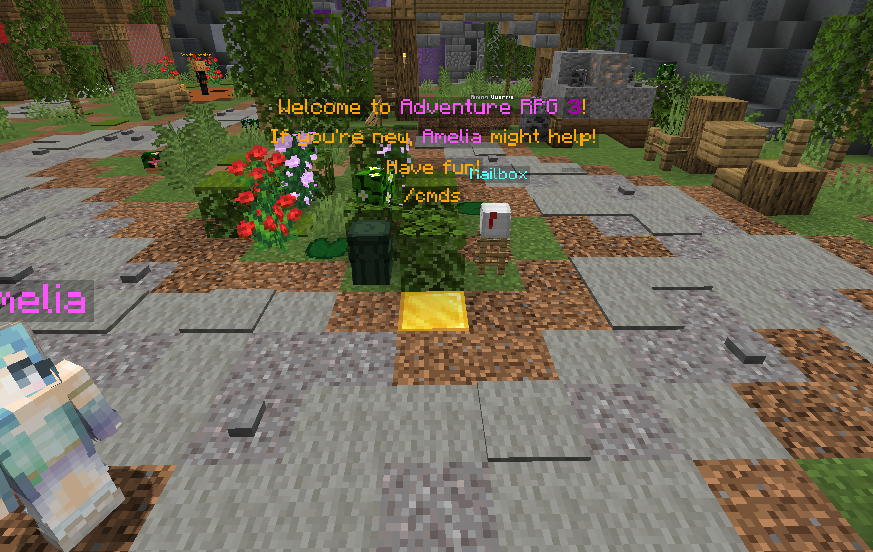 Welcome to Adventure RPG 3!
If you're new, Amelia might help!
Have fun!
Mailbox
/cmds
melia